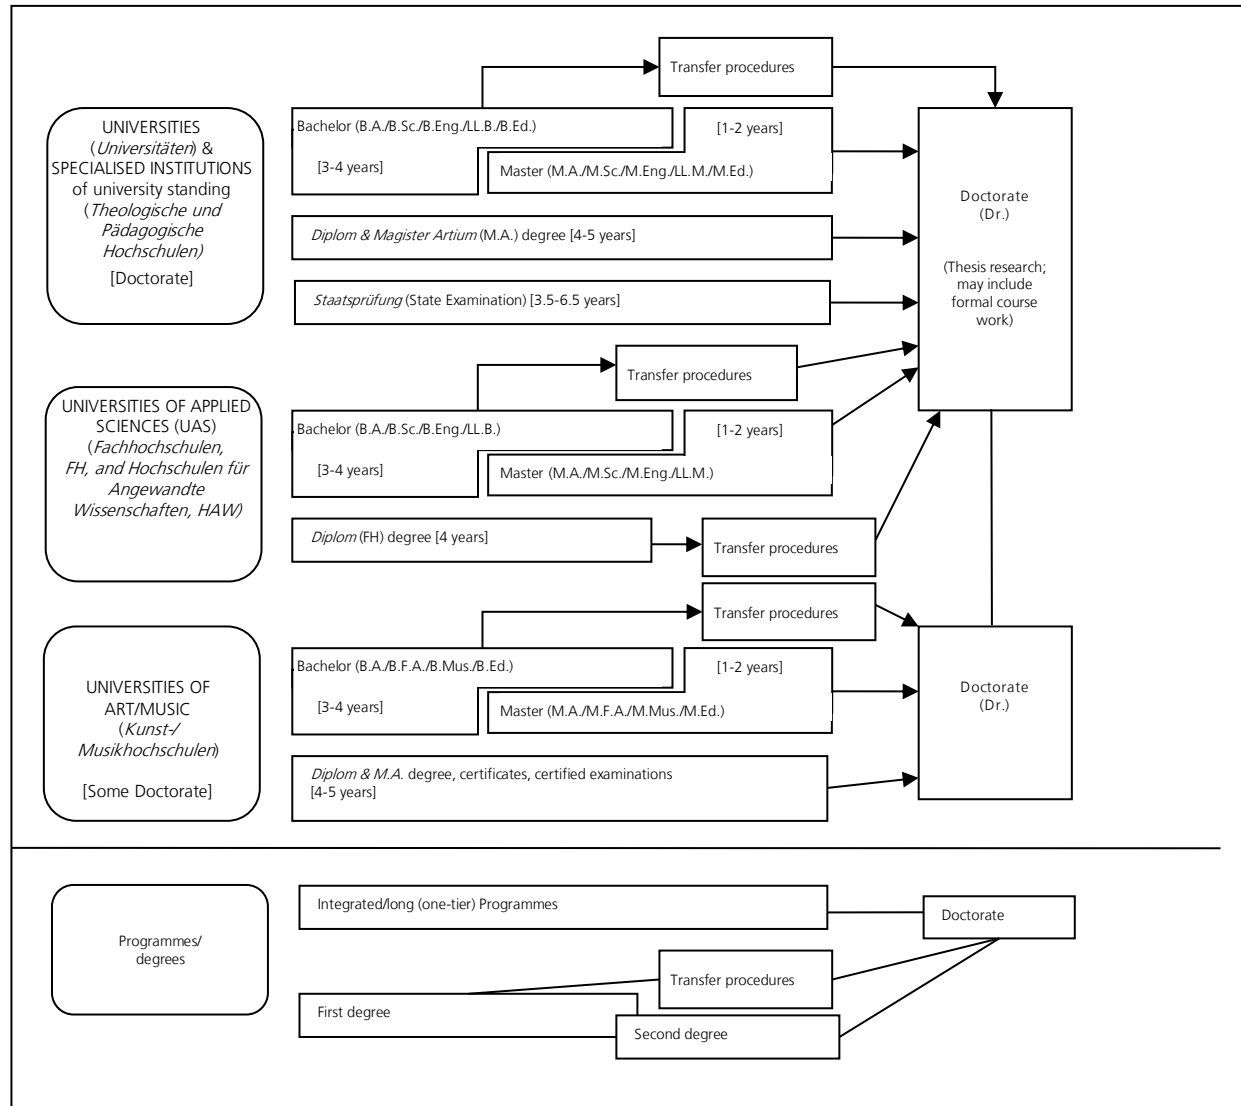 Transfer procedures
UNIVERSITIES
(Universitäten) &
SPECIALISED INSTITUTIONS
of university standing
(Theologische und
Pädagogische
Hochschulen)
[Doctorate]
Bachelor (B.A./B.Sc./B.Eng./LL.B./B.Ed.)
[1-2 years]
[3-4 years]
Master (M.A./M.Sc./M.Eng./LL.M./M.Ed.)
Diplom & Magister Artium (M.A.) degree [4-5 years]
Staatsprüfung (State Examination) [3.5-6.5 years]
Doctorate
(Dr.)
(Thesis research;
may include
formal course
work)
Transfer procedures
UNIVERSITIES OF APPLIED
SCIENCES (UAS)
(Fachhochschulen,
FH, and Hochschulen für
Angewandte
Wissenschaften, HAW)
Bachelor (B.A./B.Sc./B.Eng./LL.B.)
[1-2 years]
[3-4 years]
Master (M.A./M.Sc./M.Eng./LL.M.)
Diplom (FH) degree [4 years]
Transfer procedures
Transfer procedures
UNIVERSITIES OF
ART/MUSIC
(Kunst-/
Musikhochschulen)
[Some Doctorate]
Bachelor (B.A./B.F.A./B.Mus./B.Ed.)
[1-2 years]
[3-4 years]
Master (M.A./M.F.A./M.Mus./M.Ed.)
Diplom & M.A. degree, certificates, certified examinations
[4-5 years]
Doctorate
(Dr.)
Programmes/
degrees
Integrated/long (one-tier) Programmes
Doctorate
Transfer procedures
First degree
Second degree